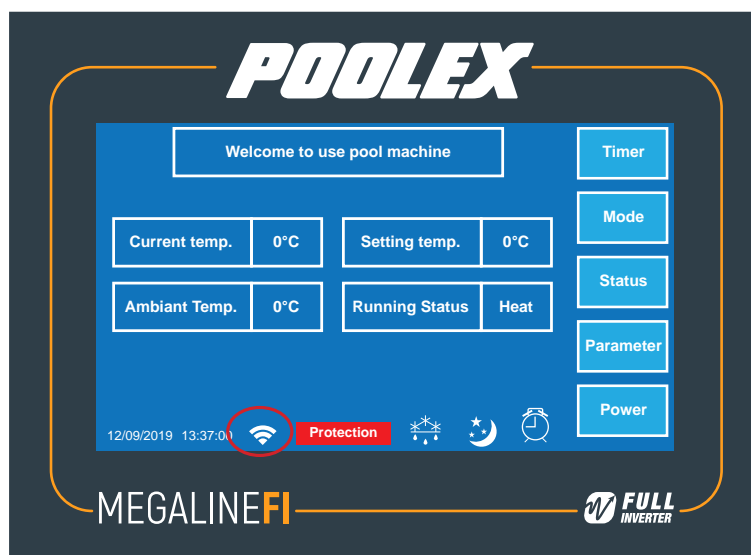 POOLEX
Welcome to use pool machine
Timer
Mode
Current temp. 0°C Setting temp. 0°C
Status
Ambiant Temp. 0°C Running Status Heat
Parameter
Power
12/09/2019 13:37:00 Protection
MEGALINEFI
FULL
INVERTER